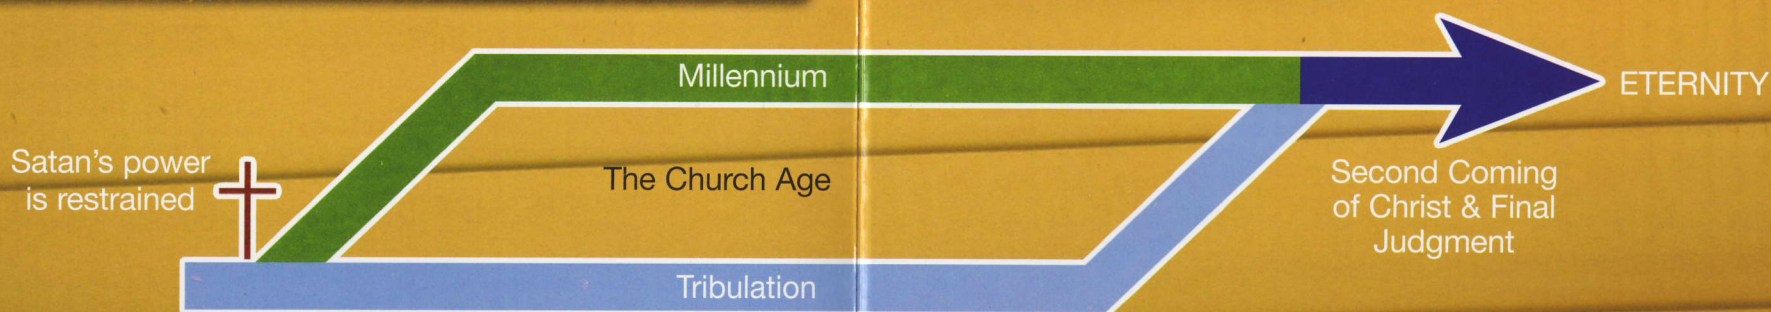 Millennium
ETERNITY
Satan's power
is restrained
The Church Age
Second Coming
of Christ & Final
Judgment
Tribulation